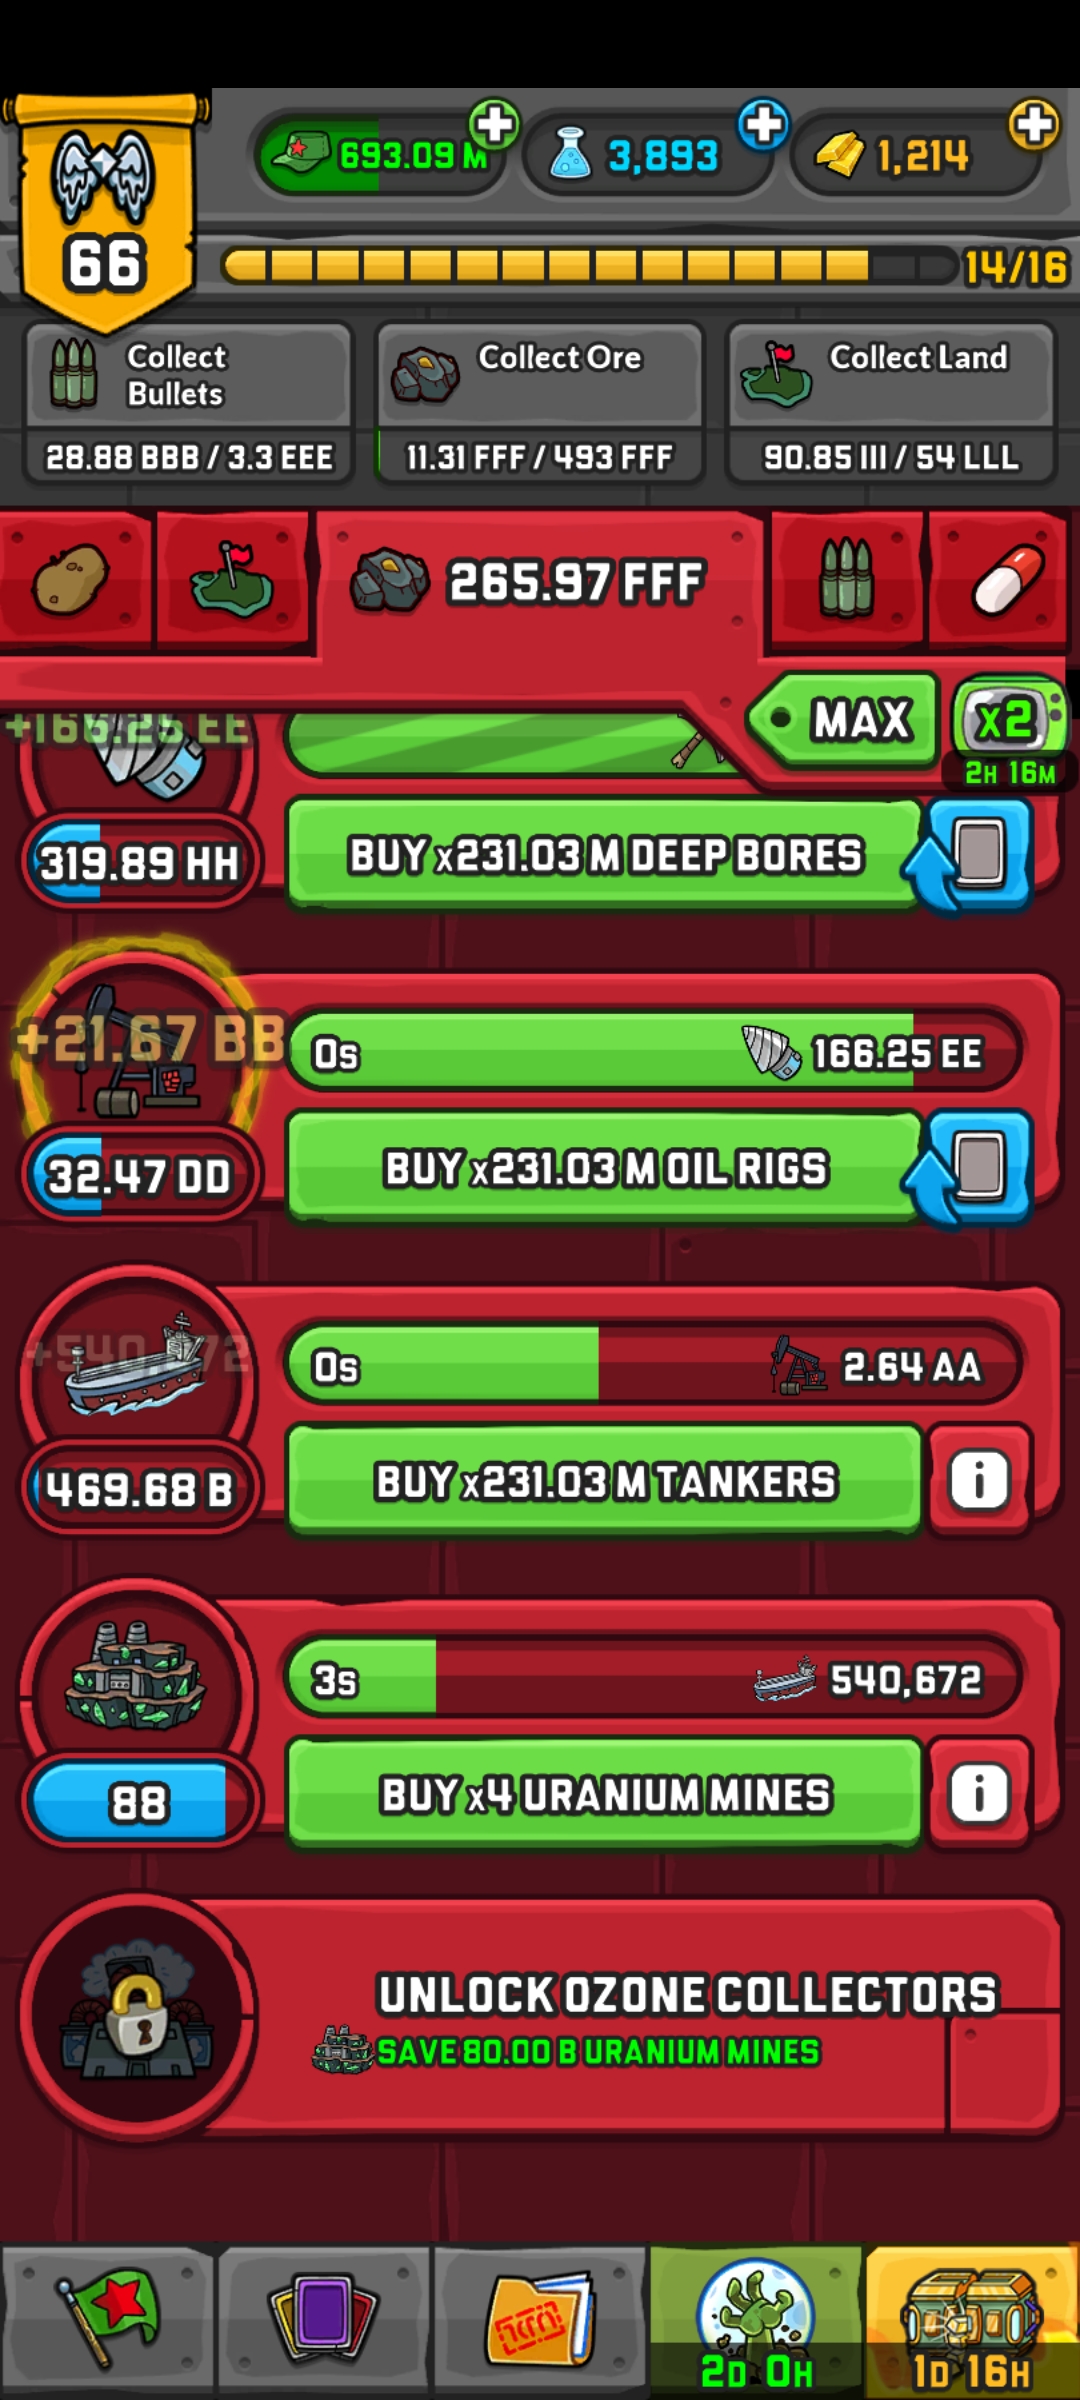 693.09 M
3,893
1,214
66
14/16
Collect
Bullets
Collect Ore
Collect Land
28.88 BBB / 3.3 EEE
11.31 FFF / 493 FFF
90.85 III / 54 LLL
265.97 FFF
MAX
x2
2H 16M
+166.25 EE
319.89 HH
BUY x231.03 M DEEP BORES
+21.67 BB
0s
166.25 EE
32.47 DD
BUY x231.03 M OIL RIGS
+540,672
0s
2.64 AA
469.68 B
BUY x231.03 M TANKERS
i
3s
540,672
88
BUY x4 URANIUM MINES
i
UNLOCK OZONE COLLECTORS
SAVE 80.00 B URANIUM MINES
2D 0H
1D 16H